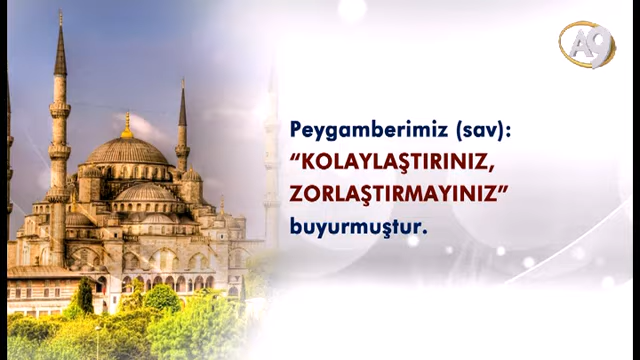 A9
Peygamberimiz (sav):
“KOLAYLAŞTIRINIZ,
ZORLAŞTIRMAYINIZ”
buyurmuştur.